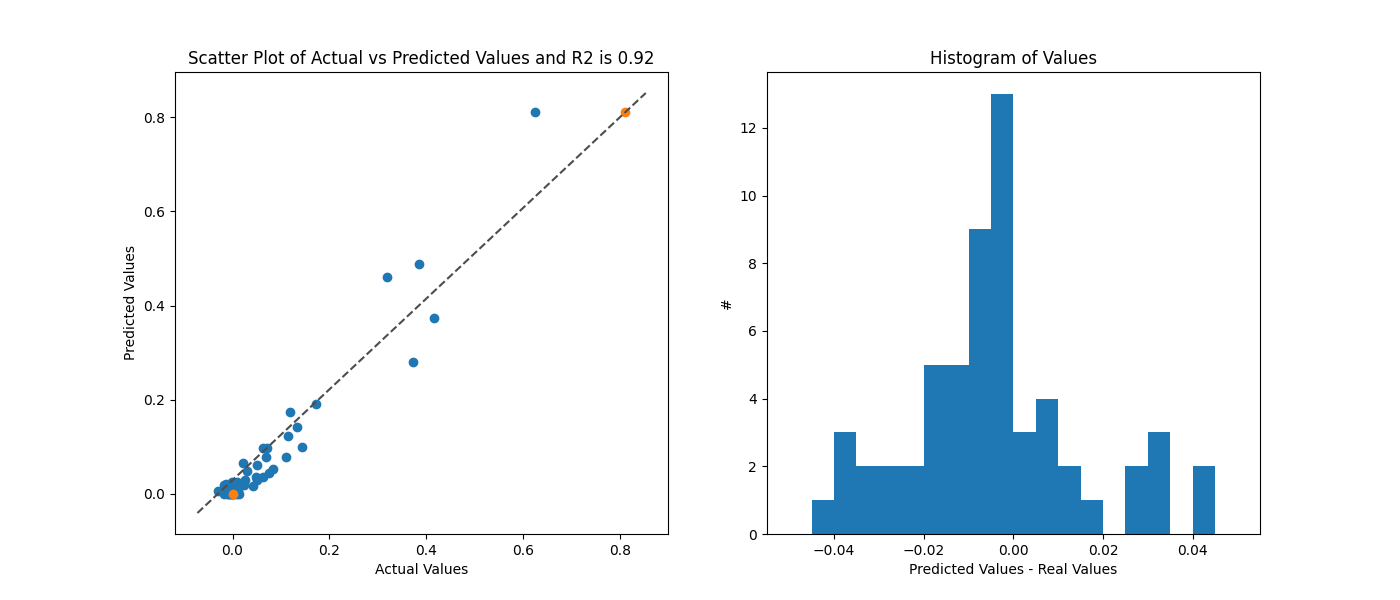 Scatter Plot of Actual vs Predicted Values and R2 is 0.92
0.8
0.6
0.4
0.2
0.0
Predicted Values
0.0 0.2 0.4 0.6 0.8
Actual Values
Histogram of Values
12
10
8
6
4
2
0
#
−0.04 −0.02 0.00 0.02 0.04
Predicted Values - Real Values